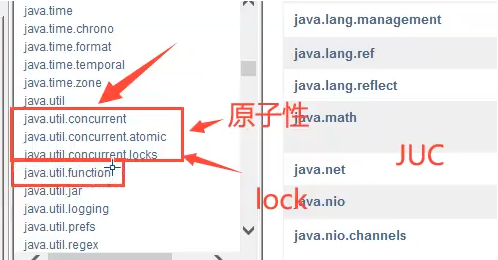 java.time
java.time.chrono
java.time.format
java.time.temporal
java.time.zone
java.util
java.util.concurrent
java.util.concurrent.atomic
java.util.concurrent.locks
java.util.function
java.util.jar
java.util.logging
java.util.prefs
java.util.regex
原子性
lock
java.lang.management
java.lang.ref
java.lang.reflect
java.math
JUC
java.net
java.nio
java.nio.channels